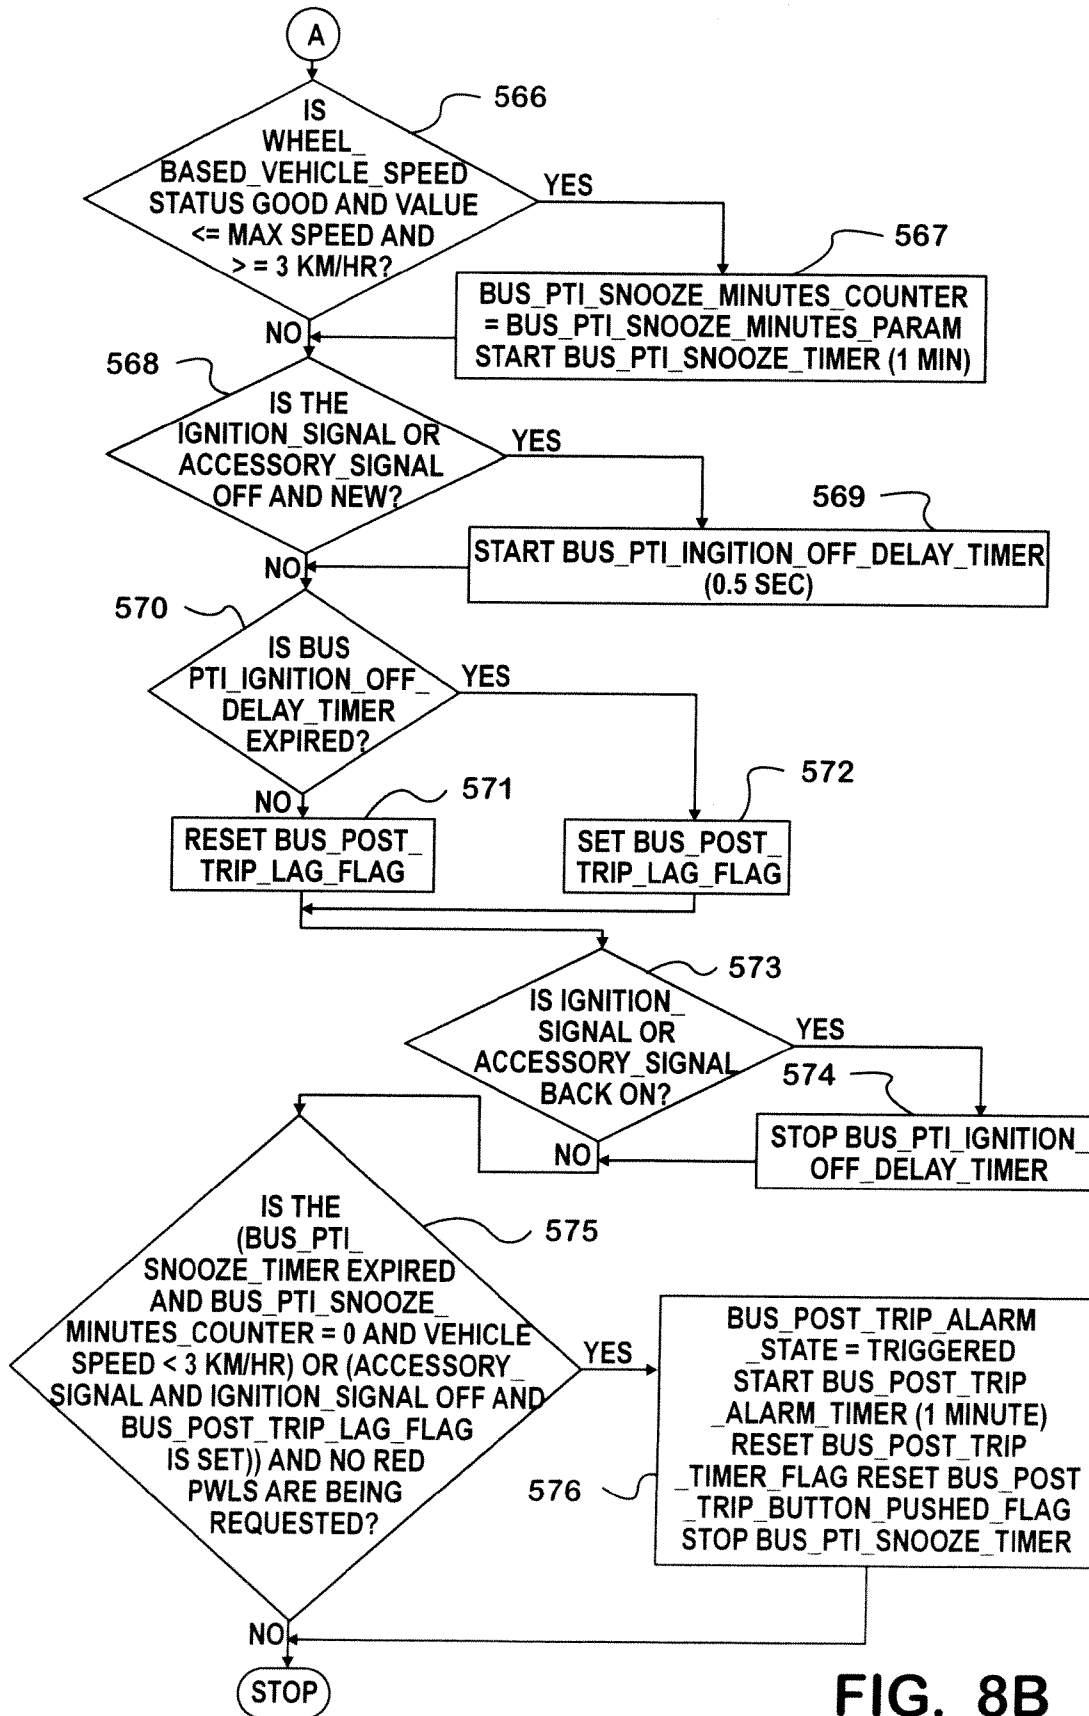 A
IS
WHEEL_
BASED_VEHICLE_SPEED
STATUS GOOD AND VALUE
<= MAX SPEED AND
> = 3 KM/HR?
566
YES
567
BUS_PTI_SNOOZE_MINUTES_COUNTER
= BUS_PTI_SNOOZE_MINUTES_PARAM
START BUS_PTI_SNOOZE_TIMER (1 MIN)
NO
568
IS THE
IGNITION_SIGNAL OR
ACCESSORY_SIGNAL
OFF AND NEW?
YES
569
START BUS_PTI_INGITION_OFF_DELAY_TIMER
(0.5 SEC)
NO
570
IS BUS
PTI_IGNITION_OFF_
DELAY_TIMER
EXPIRED?
YES
NO
571
RESET BUS_POST_
TRIP_LAG_FLAG
572
SET BUS_POST_
TRIP_LAG_FLAG
573
IS IGNITION_
SIGNAL OR
ACCESSORY_SIGNAL
BACK ON?
YES
574
STOP BUS_PTI_IGNITION_
OFF_DELAY_TIMER
NO
575
IS THE
(BUS_PTI_
SNOOZE_TIMER EXPIRED
AND BUS_PTI_SNOOZE_
MINUTES_COUNTER = 0 AND VEHICLE
SPEED < 3 KM/HR) OR (ACCESSORY_
SIGNAL AND IGNITION_SIGNAL OFF AND
BUS_POST_TRIP_LAG_FLAG
IS SET)) AND NO RED
PWLS ARE BEING
REQUESTED?
YES
576
BUS_POST_TRIP_ALARM
_STATE = TRIGGERED
START BUS_POST_TRIP
_ALARM_TIMER (1 MINUTE)
RESET BUS_POST_TRIP
_TIMER_FLAG RESET BUS_POST
_TRIP_BUTTON_PUSHED_FLAG
STOP BUS_PTI_SNOOZE_TIMER
NO
STOP
FIG. 8B